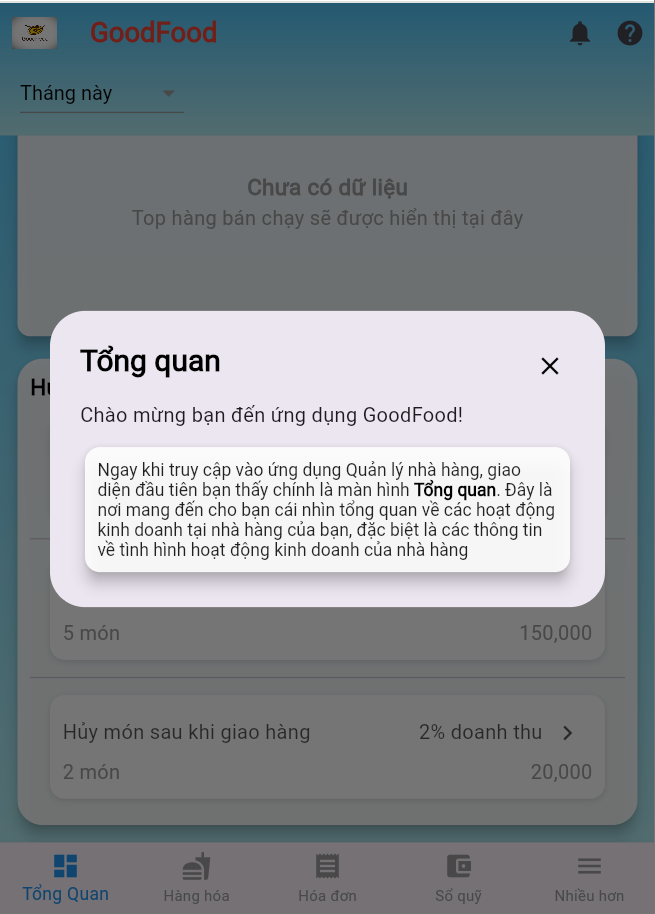 GoodFood
Tháng này
Chưa có dữ liệu
Top hàng bán chạy sẽ được hiển thị tại đây
Tổng quan
Chào mừng bạn đến ứng dụng GoodFood!
Ngay khi truy cập vào ứng dụng Quản lý nhà hàng, giao
diện đầu tiên bạn thấy chính là màn hình Tổng quan. Đây là
nơi mang đến cho bạn cái nhìn tổng quan về các hoạt động
kinh doanh tại nhà hàng của bạn, đặc biệt là các thông tin
về tình hình hoạt động kinh doanh của nhà hàng
5 món 150,000
Hủy món sau khi giao hàng 2% doanh thu
2 món 20,000
Tổng Quan Hàng hóa Hóa đơn Sổ quỹ Nhiều hơn